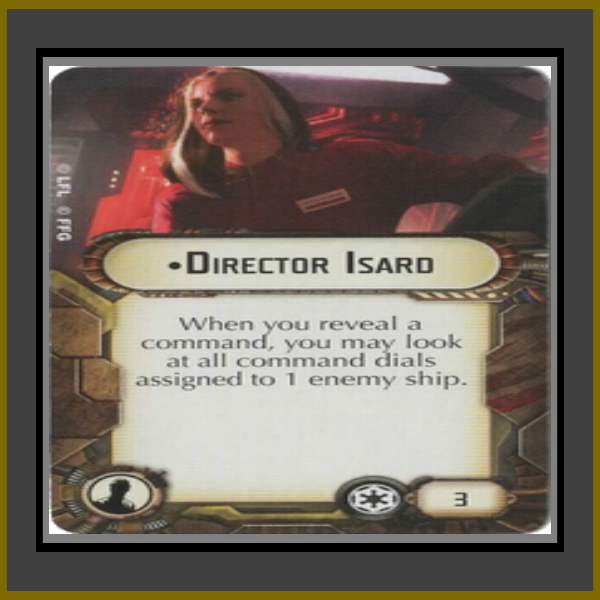 © LFL © FFG
•Director Isard
When you reveal a
command, you may look
at all command dials
assigned to 1 enemy ship.
3